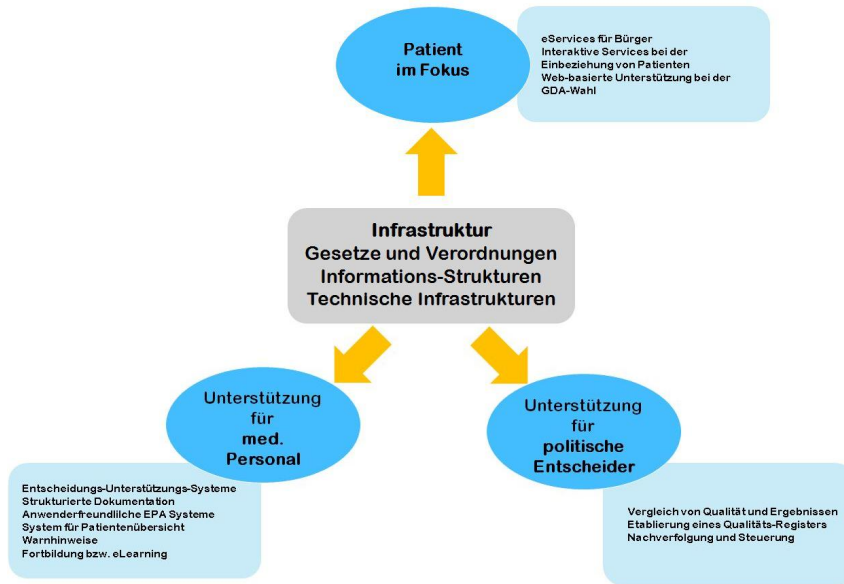 Patient
im Fokus
eServices für Bürger
Interaktive Services bei der
Einbeziehung von Patienten
Web-basierte Unterstützung bei der
GDA-Wahl
Infrastruktur
Gesetze und Verordnungen
Informations-Strukturen
Technische Infrastrukturen
Unterstützung
für
med.
Personal
Entscheidungs-Unterstützungs-Systeme
Strukturierte Dokumentation
Anwenderfreundliche EPA Systeme
System für Patientenübersicht
Warnhinweise
Fortbildung bzw. eLearning
Unterstützung
für
politische
Entscheider
Vergleich von Qualität und Ergebnissen
Etablierung eines Qualitäts-Registers
Nachverfolgung und Steuerung